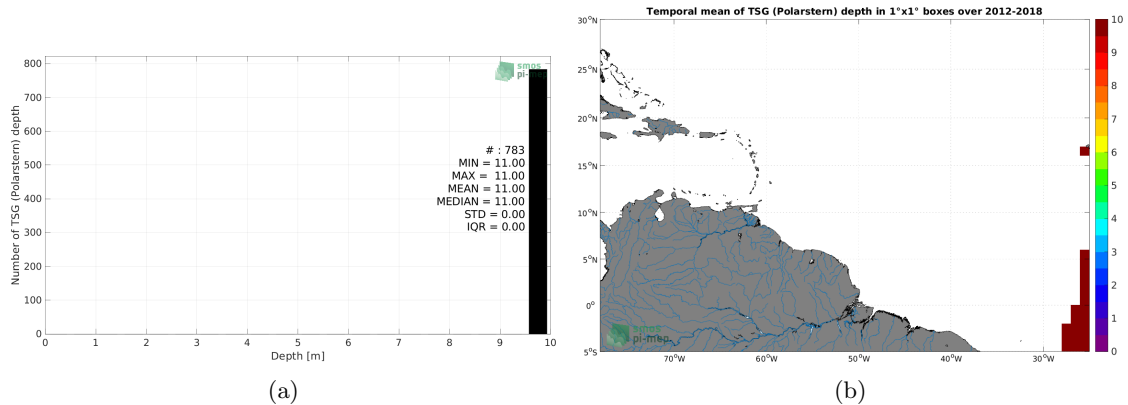 800
700
600
500
400
300
200
100
0
Number of TSG (Polarstern) depth
smos
pi-mep
# : 783
MIN = 11.00
MAX = 11.00
MEAN = 11.00
MEDIAN = 11.00
STD = 0.00
IQR = 0.00
0 1 2 3 4 5 6 7 8 9 10
Depth [m]
(a)
Temporal mean of TSG (Polarstern) depth in 1°x1° boxes over 2012-2018
30°N
25°N
20°N
15°N
10°N
5°N
0°
5°S
smos
pi-mep
70°W 60°W 50°W 40°W 30°W
10
9
8
7
6
5
4
3
2
1
0
(b)